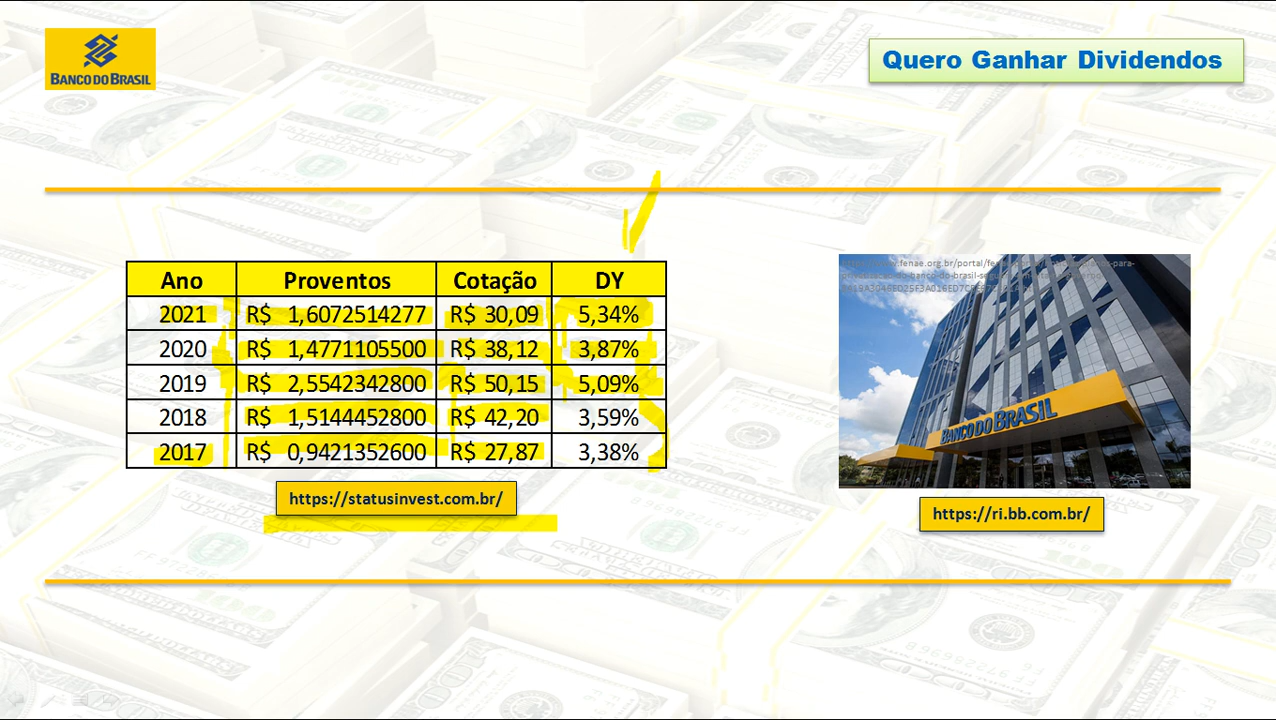 BANCO DO BRASIL
Quero Ganhar Dividendos
Ano Proventos Cotação DY
2021 R$ 1,6072514277 R$ 30,09 5,34%
2020 R$ 1,4771105500 R$ 38,12 3,87%
2019 R$ 2,5542342800 R$ 50,15 5,09%
2018 R$ 1,5144452800 R$ 42,20 3,59%
2017 R$ 0,9421352600 R$ 27,87 3,38%
https://statusinvest.com.br/
BANCO DO BRASIL
https://ri.bb.com.br/